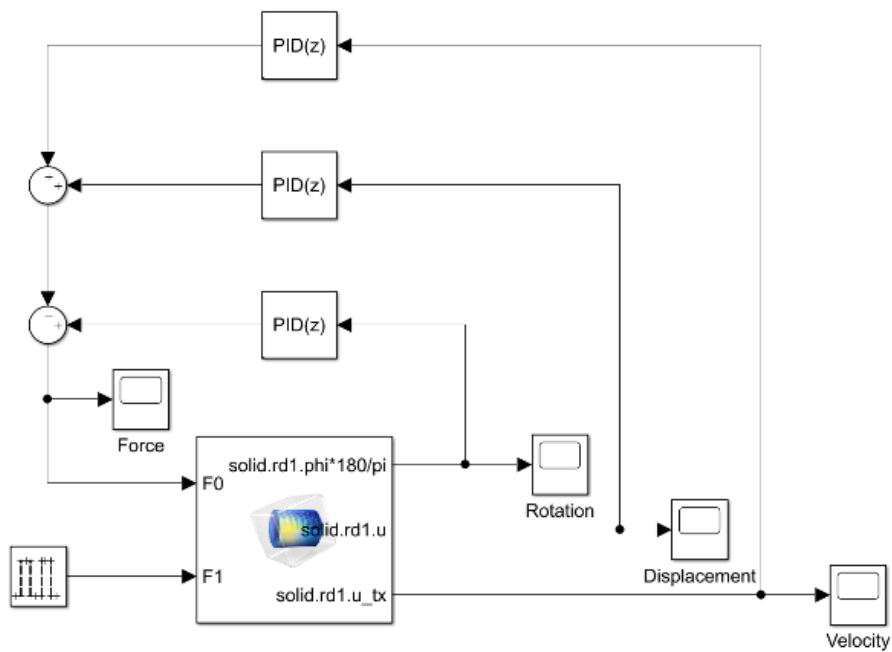 PID(z)
− +
PID(z)
− +
PID(z)
Force
F0
solid.rd1.phi*180/pi
Rotation
solid.rd1.u
Displacement
F1
solid.rd1.u_tx
Velocity